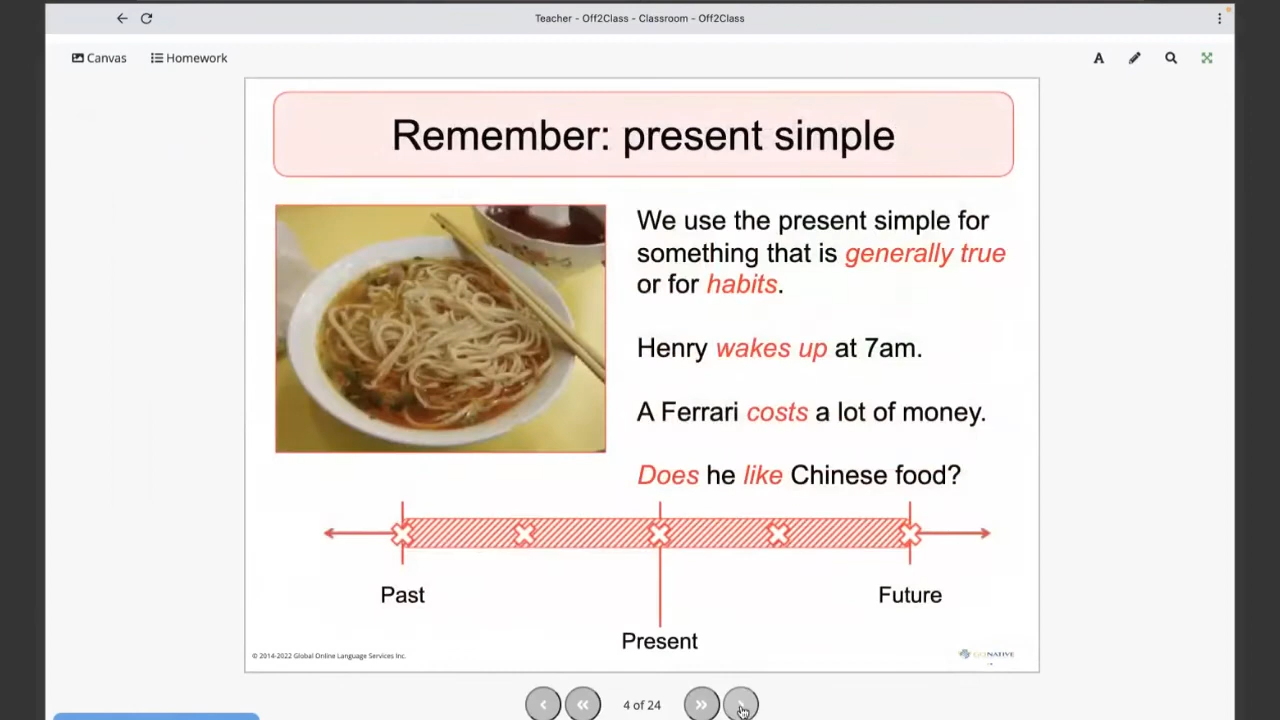 Teacher - Off2Class - Classroom - Off2Class
Canvas
Homework
A
Remember: present simple
We use the present simple for
something that is generally true
or for habits.
Henry wakes up at 7am.
A Ferrari costs a lot of money.
Does he like Chinese food?
Past
Future
Present
© 2014-2022 Global Online Language Services Inc.
4 of 24